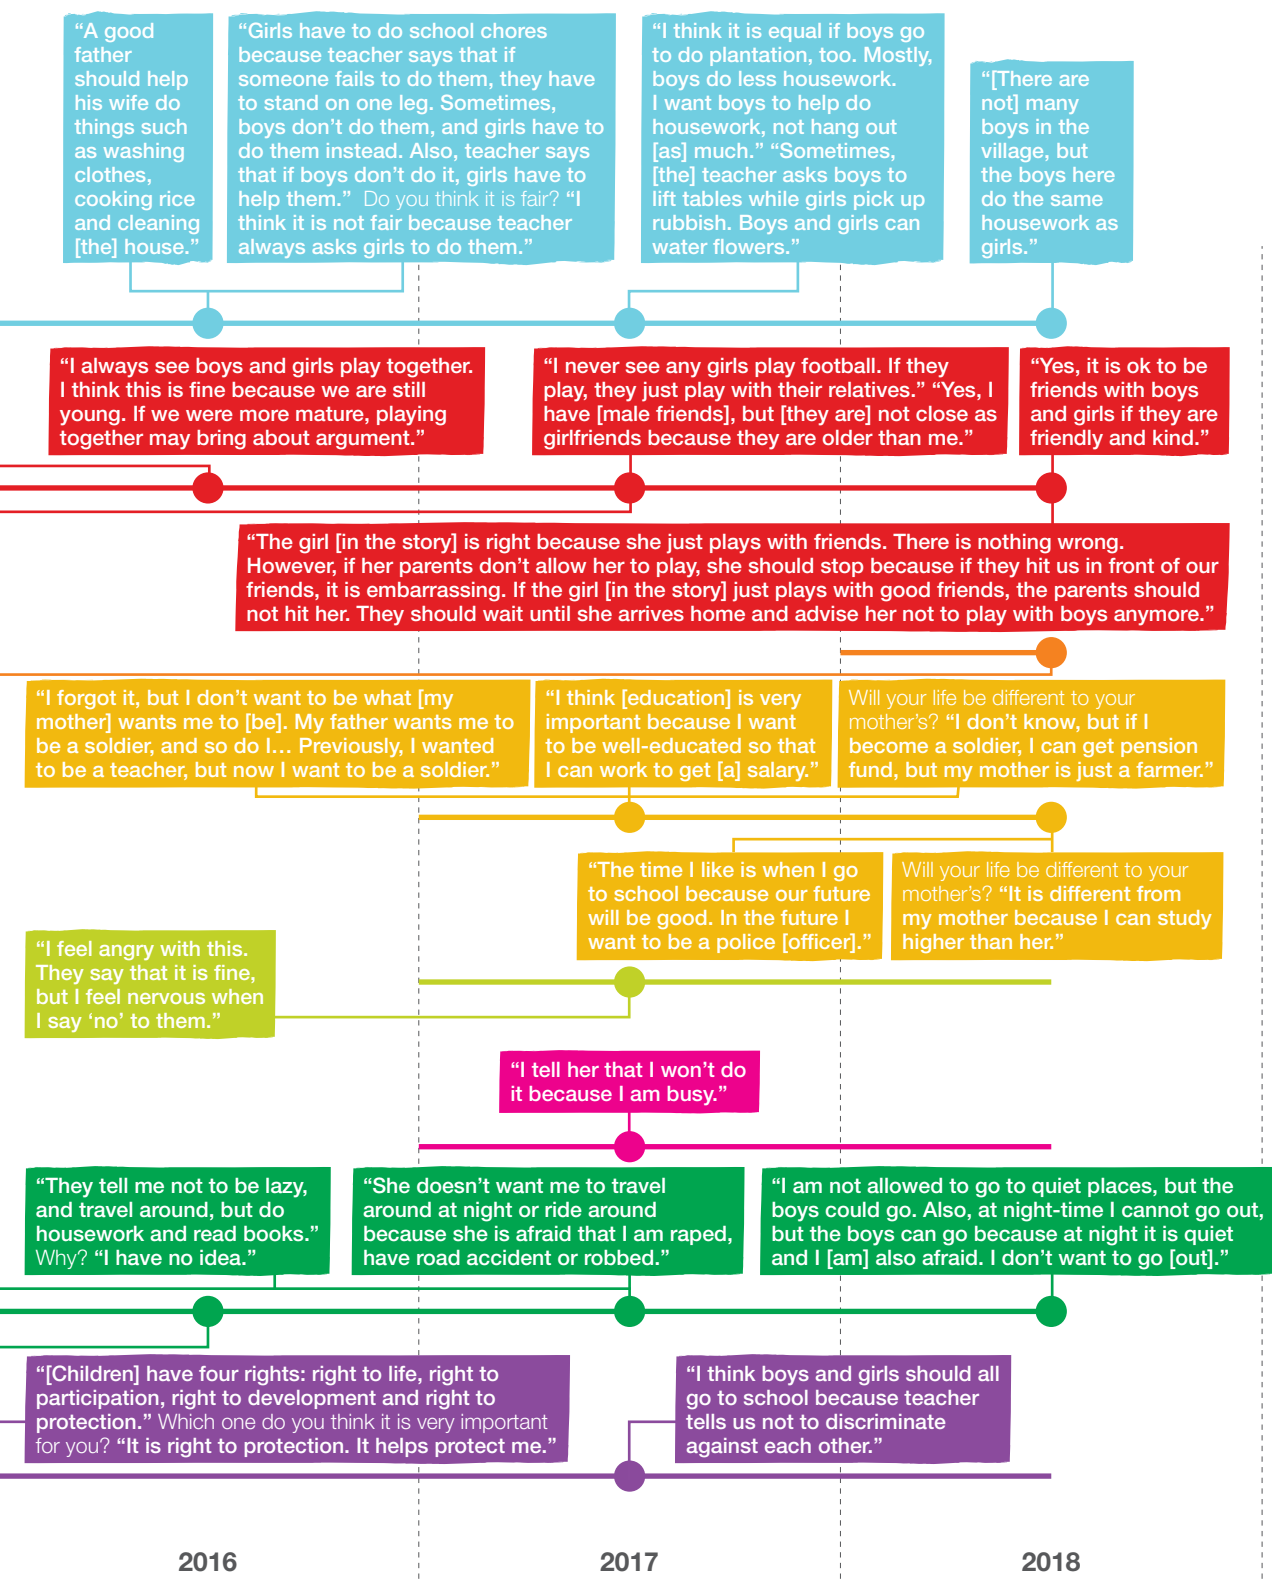 “A good
father
should help
his wife do
things such
as washing
clothes,
cooking rice
and cleaning
[the] house.”
“Girls have to do school chores
because teacher says that if
someone fails to do them, they have
to stand on one leg. Sometimes,
boys don’t do them, and girls have to
do them instead. Also, teacher says
that if boys don’t do it, girls have to
help them.”  Do you think it is fair? “I
think it is not fair because teacher
always asks girls to do them.”
“I think it is equal if boys go
to do plantation, too. Mostly,
boys do less housework.
I want boys to help do
housework, not hang out
[as] much.” “Sometimes,
[the] teacher asks boys to
lift tables while girls pick up
rubbish. Boys and girls can
water flowers.”
“[There are
not] many
boys in the
village, but
the boys here
do the same
housework as
girls.”
“I always see boys and girls play together.
I think this is fine because we are still
young. If we were more mature, playing
together may bring about argument.”
“I never see any girls play football. If they
play, they just play with their relatives.” “Yes, I
have [male friends], but [they are] not close as
girlfriends because they are older than me.”
“Yes, it is ok to be
friends with boys
and girls if they are
friendly and kind.”
“The girl [in the story] is right because she just plays with friends. There is nothing wrong.
However, if her parents don’t allow her to play, she should stop because if they hit us in front of our
friends, it is embarrassing. If the girl [in the story] just plays with good friends, the parents should
not hit her. They should wait until she arrives home and advise her not to play with boys anymore.”
“I forgot it, but I don’t want to be what [my
mother] wants me to [be]. My father wants me to
be a soldier, and so do I… Previously, I wanted
to be a teacher, but now I want to be a soldier.”
“I think [education] is very
important because I want
to be well-educated so that
I can work to get [a] salary.”
Will your life be different to your
mother’s? “I don’t know, but if I
become a soldier, I can get pension
fund, but my mother is just a farmer.”
“The time I like is when I go
to school because our future
will be good. In the future I
want to be a police [officer].”
Will your life be different to your
mother’s? “It is different from
my mother because I can study
higher than her.”
“I feel angry with this.
They say that it is fine,
but I feel nervous when
I say ‘no’ to them.”
“I tell her that I won’t do
it because I am busy.”
“They tell me not to be lazy,
and travel around, but do
housework and read books.”
Why? “I have no idea.”
“She doesn’t want me to travel
around at night or ride around
because she is afraid that I am raped,
have road accident or robbed.”
“I am not allowed to go to quiet places, but the
boys could go. Also, at night-time I cannot go out,
but the boys can go because at night it is quiet
and I [am] also afraid. I don’t want to go [out].”
“[Children] have four rights: right to life, right to
participation, right to development and right to
protection.” Which one do you think it is very important
for you? “It is right to protection. It helps protect me.”
“I think boys and girls should all
go to school because teacher
tells us not to discriminate
against each other.”
2016
2017
2018